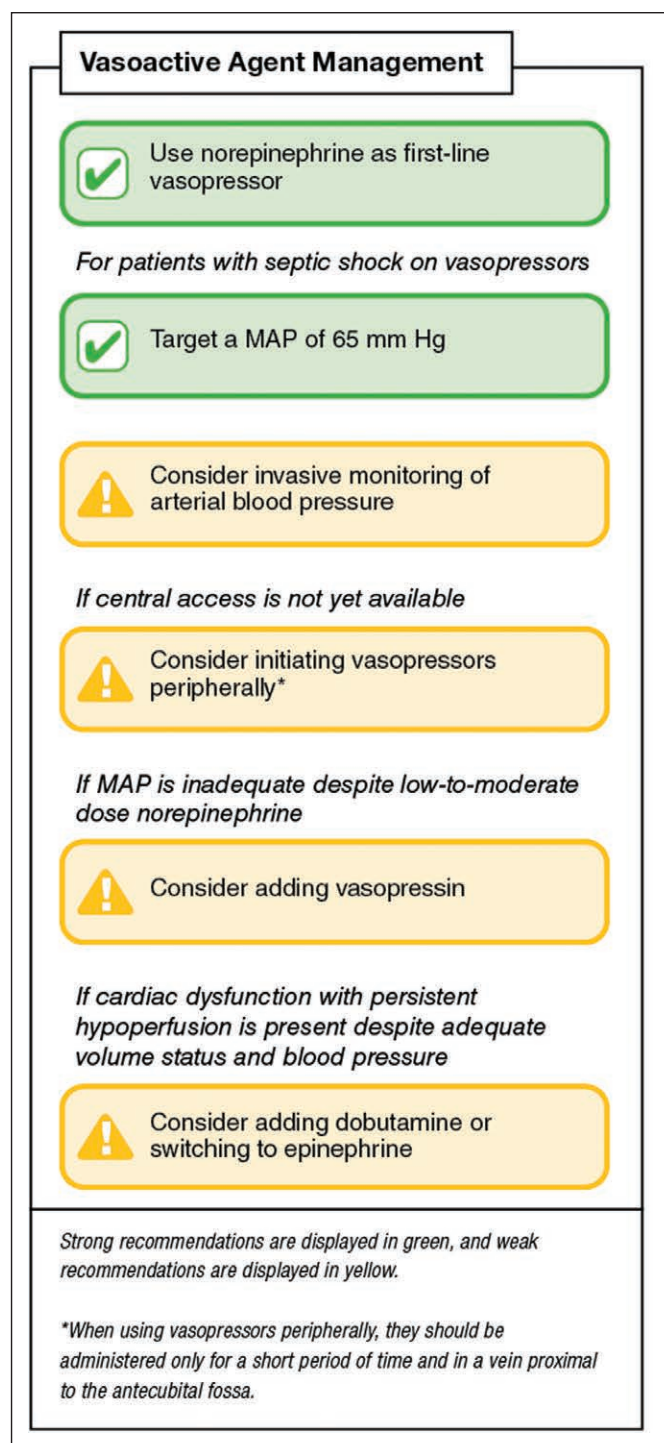 Vasoactive Agent Management
Use norepinephrine as first-line
vasopressor
For patients with septic shock on vasopressors
Target a MAP of 65 mm Hg
Consider invasive monitoring of
arterial blood pressure
If central access is not yet available
Consider initiating vasopressors
peripherally*
If MAP is inadequate despite low-to-moderate
dose norepinephrine
Consider adding vasopressin
If cardiac dysfunction with persistent
hypoperfusion is present despite adequate
volume status and blood pressure
Consider adding dobutamine or
switching to epinephrine
Strong recommendations are displayed in green, and weak
recommendations are displayed in yellow.
*When using vasopressors peripherally, they should be
administered only for a short period of time and in a vein proximal
to the antecubital fossa.